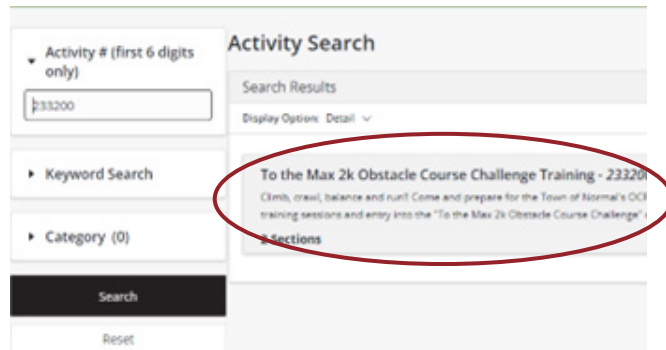 Activity # (first 6 digits
only)
233200
Keyword Search
Category (0)
Search
Reset
Activity Search
Search Results
Display Option: Detail
To the Max 2k Obstacle Course Challenge Training - 23320
Climb, crawl, balance and run!! Come and prepare for the Town of Normal's
training sessions and entry into the "To the Max 2k Obstacle Course Challenge"
2 Sections